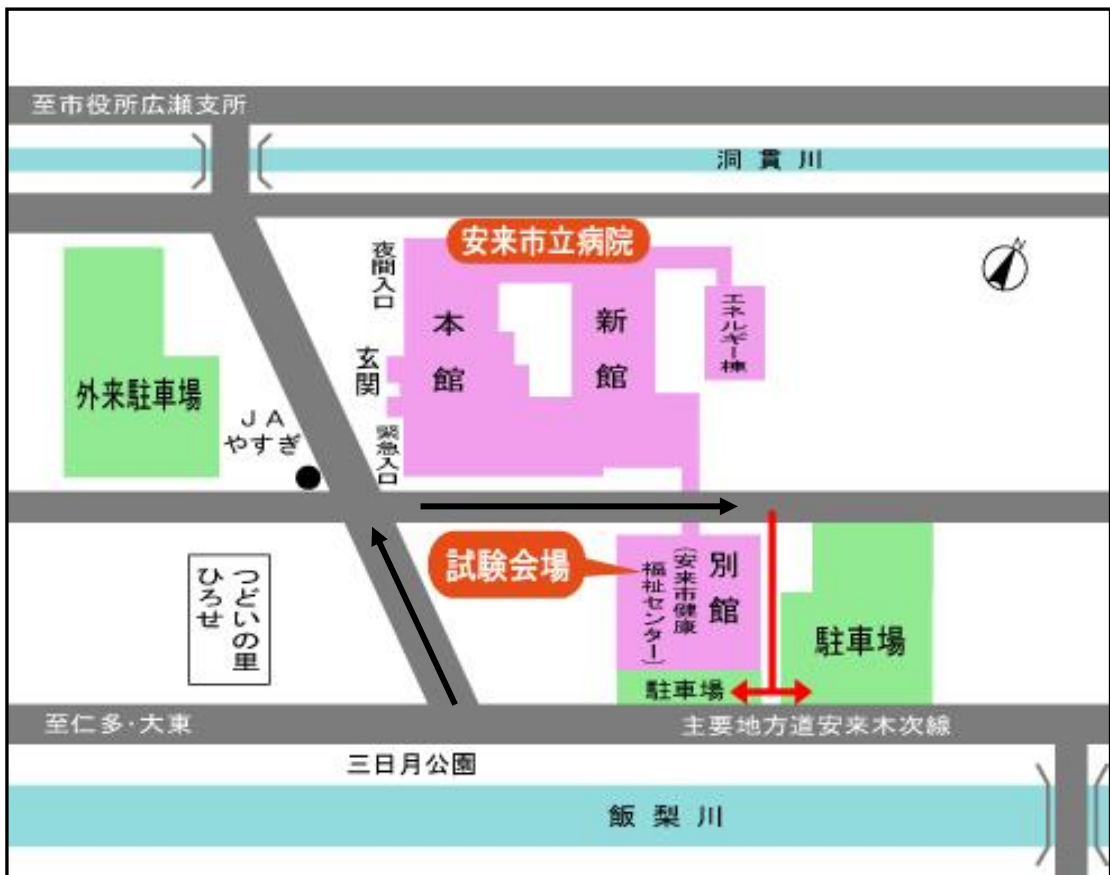 至市役所広瀬支所
洞貫川
安来市立病院
N
夜間入口
本館
新館
エネルギー棟
玄関
外来駐車場
JA
やすぎ
緊急入口
試験会場
別館
(安来市健康
福祉センター)
つどいの里
ひろせ
駐車場
駐車場
至仁多・大東
主要地方道安来木次線
三日月公園
飯梨川